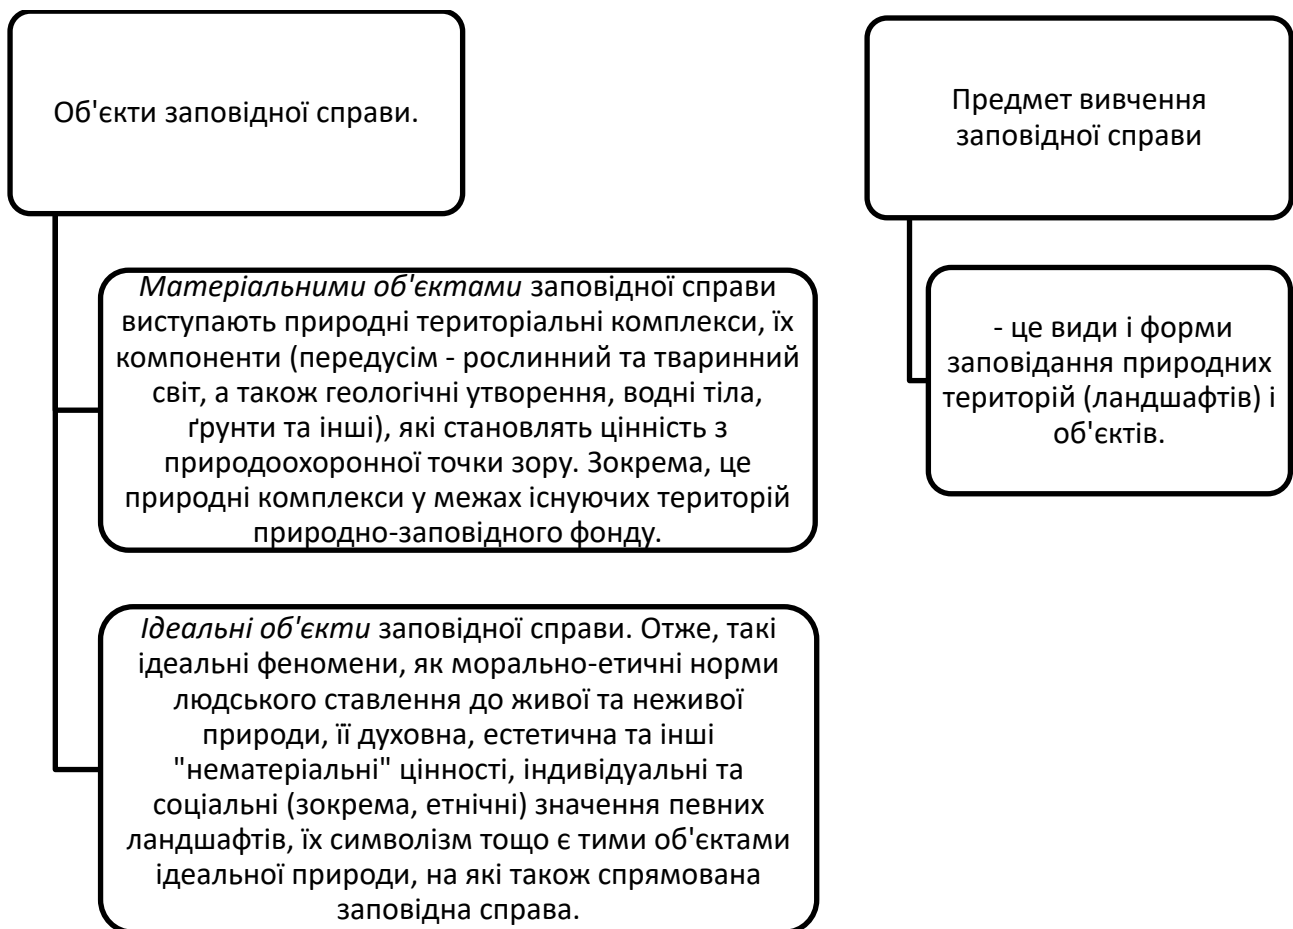 Об'єкти заповідної справи.
Матеріальними об'єктами заповідної справи
виступають природні територіальні комплекси, їх
компоненти (передусім - рослинний та тваринний
світ, а також геологічні утворення, водні тіла,
ґрунти та інші), які становлять цінність з
природоохоронної точки зору. Зокрема, це
природні комплекси у межах існуючих територій
природно-заповідного фонду.
Ідеальні об'єкти заповідної справи. Отже, такі
ідеальні феномени, як морально-етичні норми
людського ставлення до живої та неживої
природи, її духовна, естетична та інші
"нематеріальні" цінності, індивідуальні та
соціальні (зокрема, етнічні) значення певних
ландшафтів, їх символізм тощо є тими об'єктами
ідеальної природи, на які також спрямована
заповідна справа.
Предмет вивчення
заповідної справи
- це види і форми
заповідання природних
територій (ландшафтів) і
об'єктів.